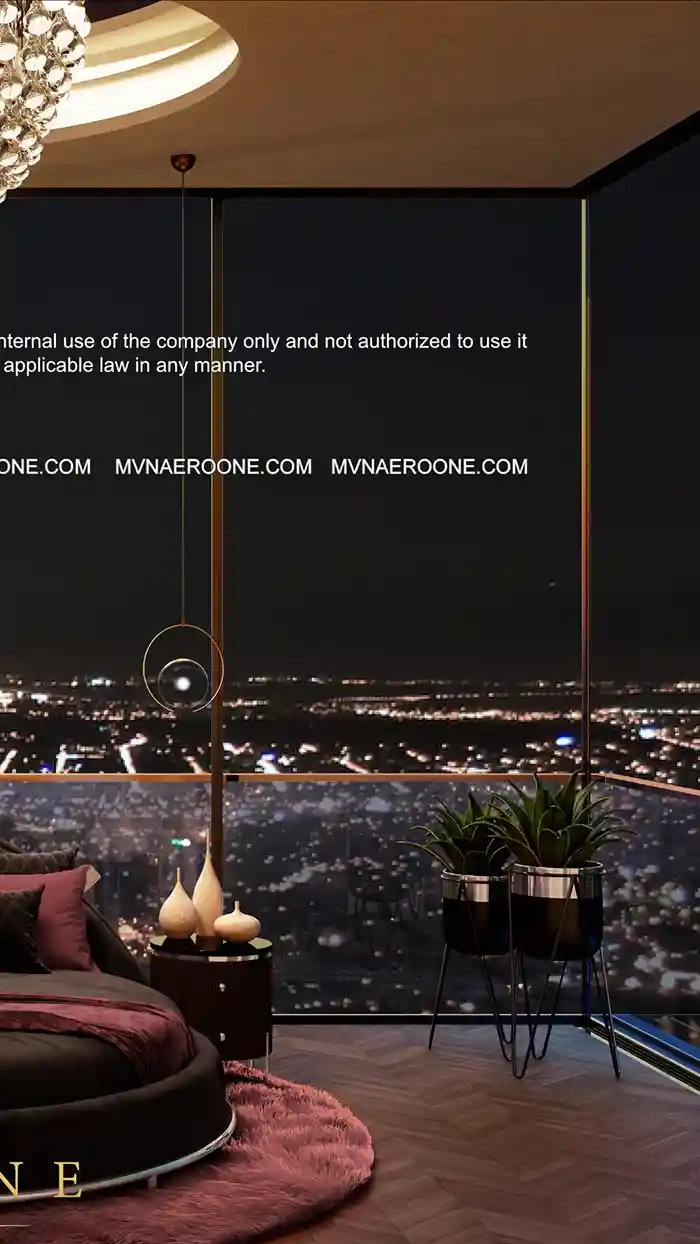 nternal use of the company only and not authorized to use it
applicable law in any manner.
ONE.COM MVNAEROONE.COM MVNAEROONE.COM
N E